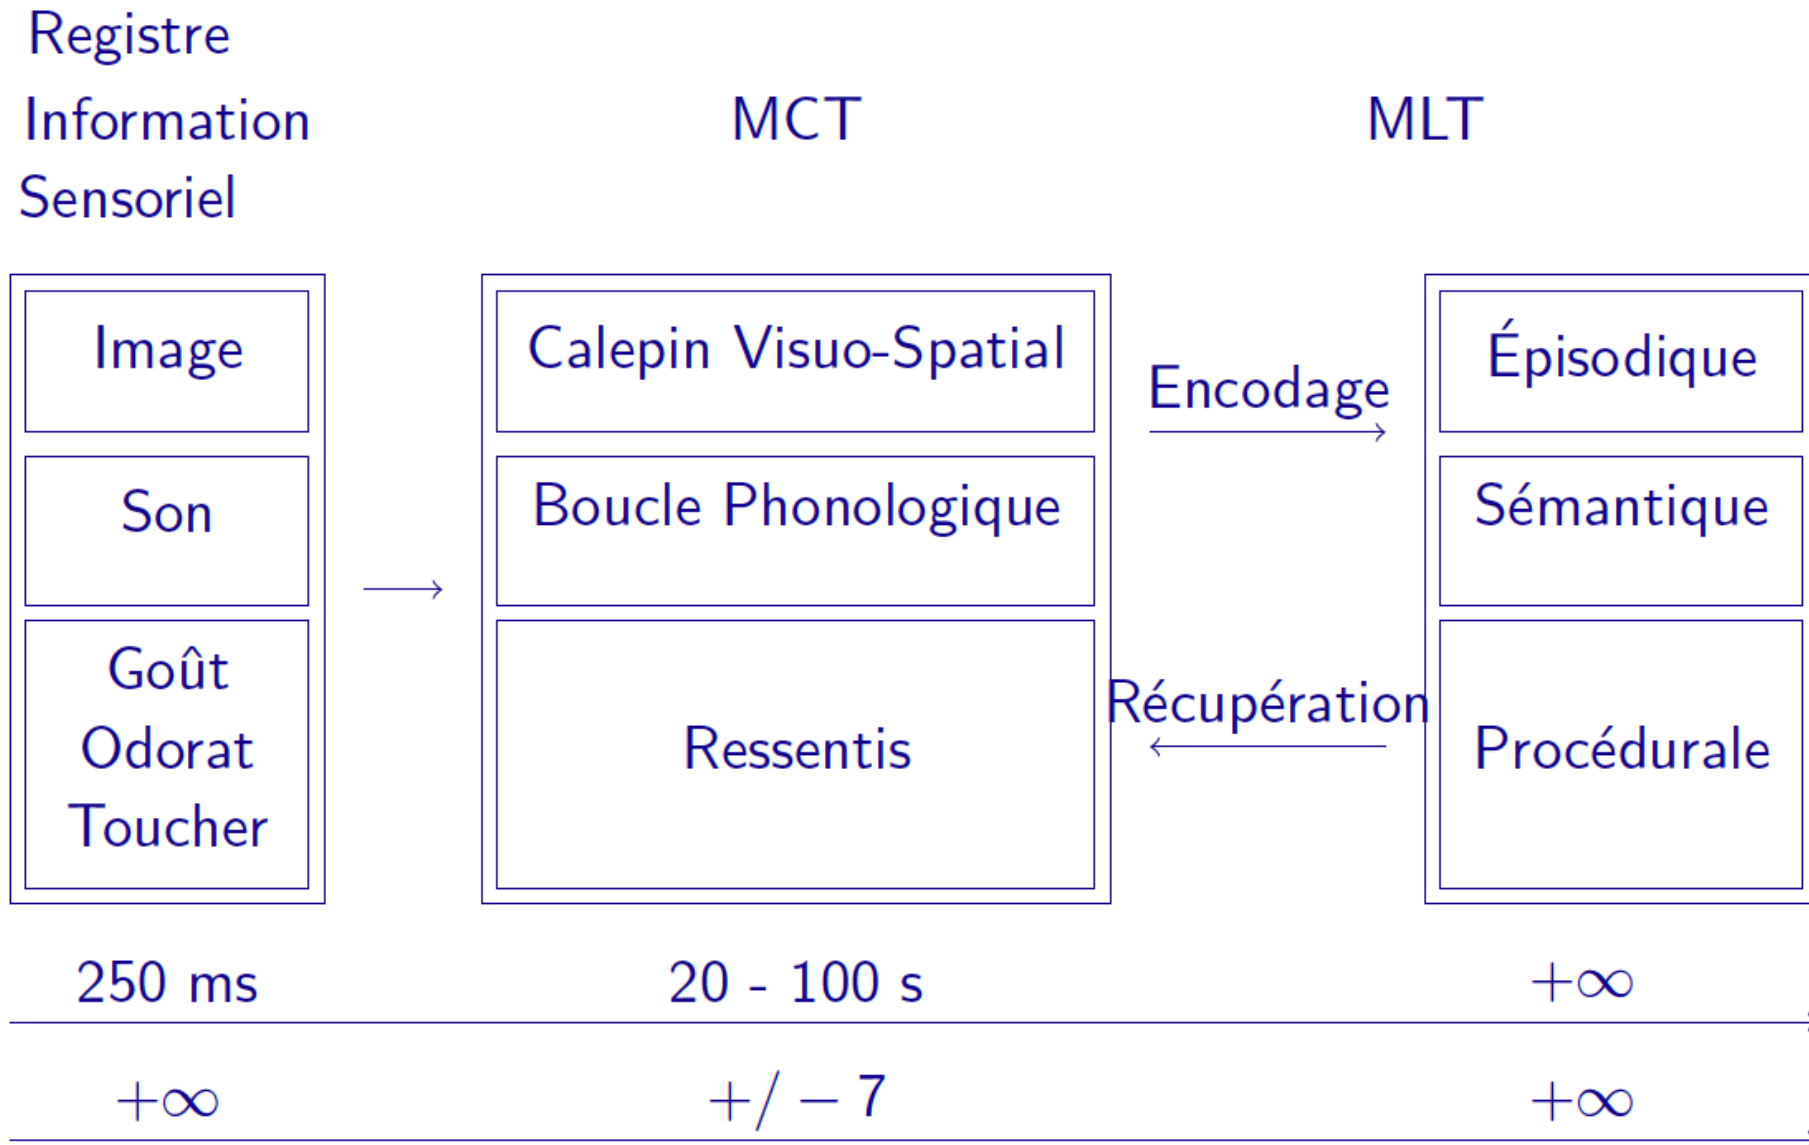 Registre
Information
Sensoriel
MCT
MLT
Image
Son
Goût
Odorat
Toucher
Calepin Visuo-Spatial
Boucle Phonologique
Ressentis
Encodage
Récupération
Épisodique
Sémantique
Procédurale
250 ms
20 - 100 s
+∞
+∞
+/ − 7
+∞